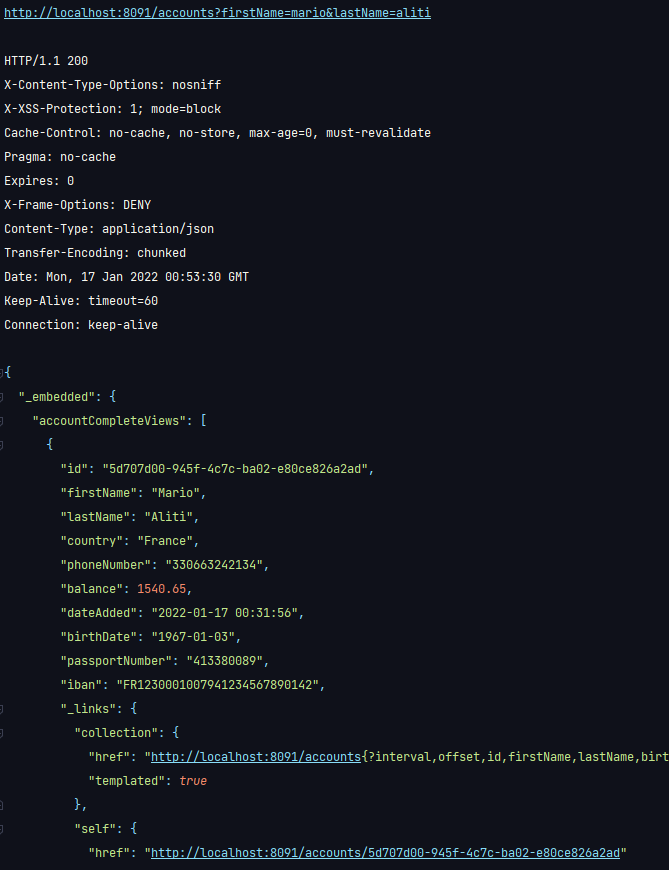 http://localhost:8091/accounts?firstName=mario&lastName=aliti
HTTP/1.1 200
X-Content-Type-Options: nosniff
X-XSS-Protection: 1; mode=block
Cache-Control: no-cache, no-store, max-age=0, must-revalidate
Pragma: no-cache
Expires: 0
X-Frame-Options: DENY
Content-Type: application/json
Transfer-Encoding: chunked
Date: Mon, 17 Jan 2022 00:53:30 GMT
Keep-Alive: timeout=60
Connection: keep-alive
{
"_embedded": {
"accountCompleteViews": [
{
"id": "5d707d00-945f-4c7c-ba02-e80ce826a2ad",
"firstName": "Mario",
"lastName": "Aliti",
"country": "France",
"phoneNumber": "330663242134",
"balance": 1540.65,
"dateAdded": "2022-01-17 00:31:56",
"birthDate": "1967-01-03",
"passportNumber": "413380089",
"iban": "FR1230001007941234567890142",
"_links": {
"collection": {
"href": "http://localhost:8091/accounts{?interval,offset,id,firstName,lastName,birt
"templated": true
},
"self": {
"href": "http://localhost:8091/accounts/5d707d00-945f-4c7c-ba02-e80ce826a2ad"